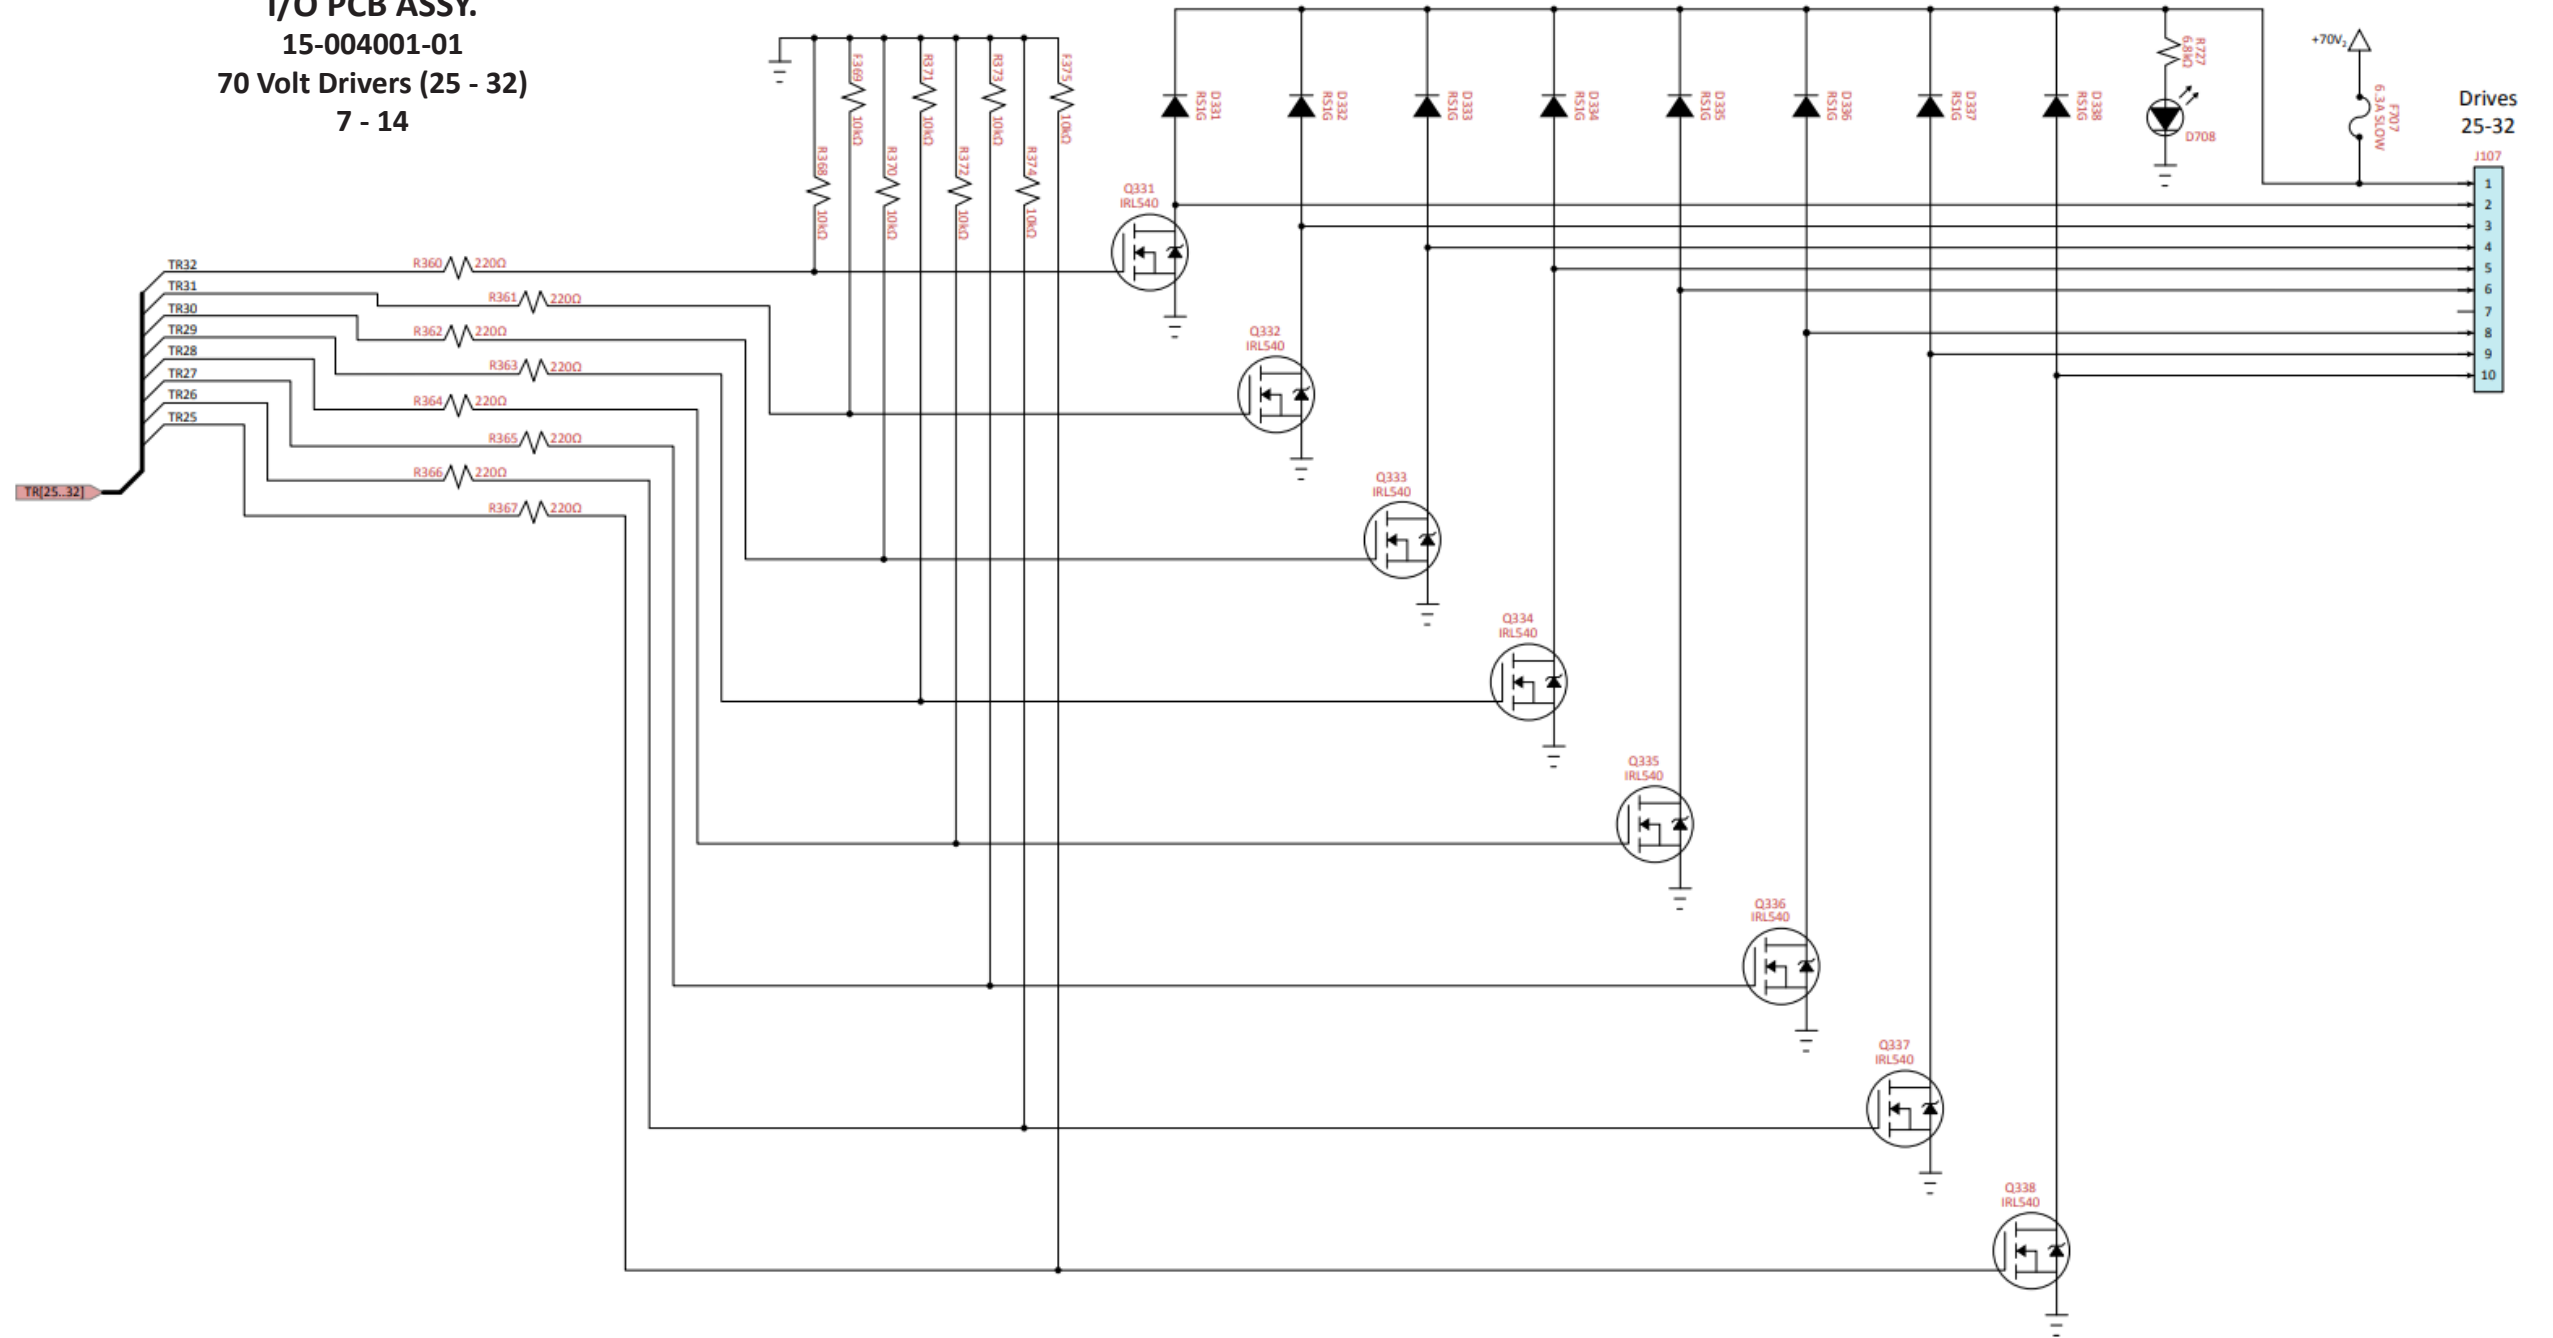 I/O PCB ASSY.
15-004001-01
70 Volt Drivers (25 - 32)
7 - 14
R368
10kΩ
R369
10kΩ
R370
10kΩ
R371
10kΩ
R372
10kΩ
R373
10kΩ
R374
10kΩ
R375
10kΩ
D331
RS1G
D332
RS1G
D333
RS1G
D334
RS1G
D335
RS1G
D336
RS1G
D337
RS1G
D338
RS1G
R727
6.8kΩ
D708
+70V2
F707
6.3A SLOW
Drives
25-32
J107
1
2
3
4
5
6
7
8
9
10
TR32
TR31
TR30
TR29
TR28
TR27
TR26
TR25
TR[25..32]
R360 220Ω
R361 220Ω
R362 220Ω
R363 220Ω
R364 220Ω
R365 220Ω
R366 220Ω
R367 220Ω
Q331
IRL540
Q332
IRL540
Q333
IRL540
Q334
IRL540
Q335
IRL540
Q336
IRL540
Q337
IRL540
Q338
IRL540